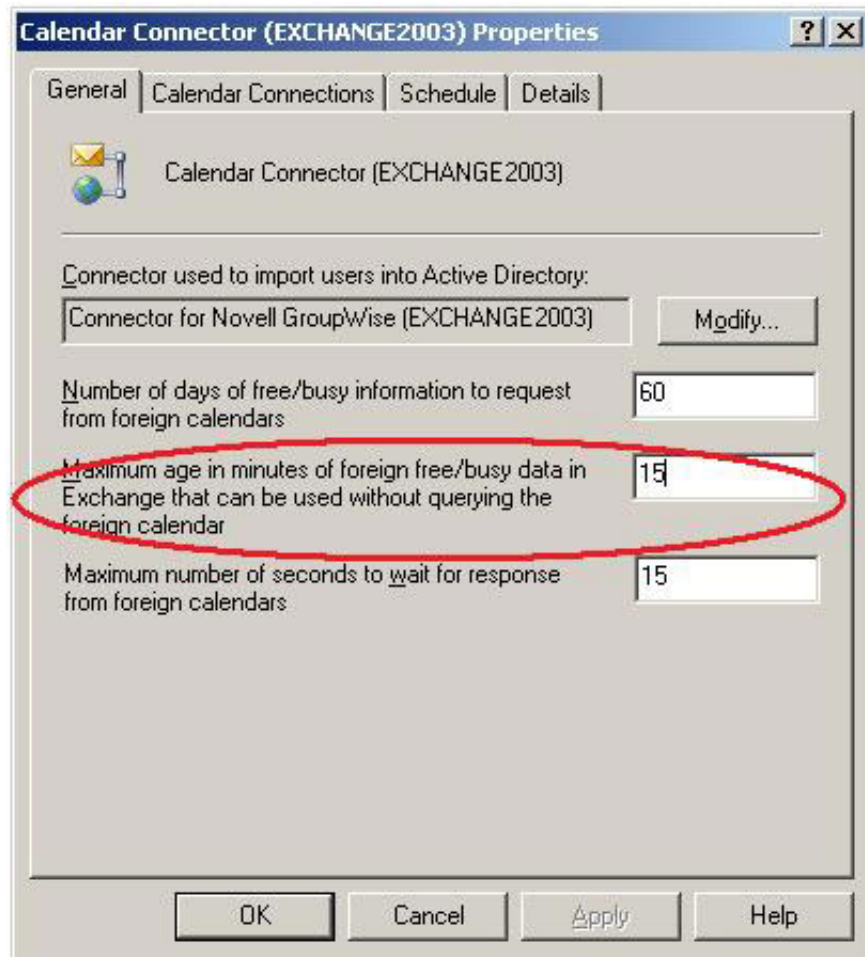 Calendar Connector (EXCHANGE2003) Properties
General Calendar Connections Schedule Details
Calendar Connector (EXCHANGE2003)
Connector used to import users into Active Directory:
Connector for Novell GroupWise (EXCHANGE2003) Modify...
Number of days of free/busy information to request 60
from foreign calendars
Maximum age in minutes of foreign free/busy data in 15
Exchange that can be used without querying the
foreign calendar
Maximum number of seconds to wait for response 15
from foreign calendars
OK Cancel Apply Help